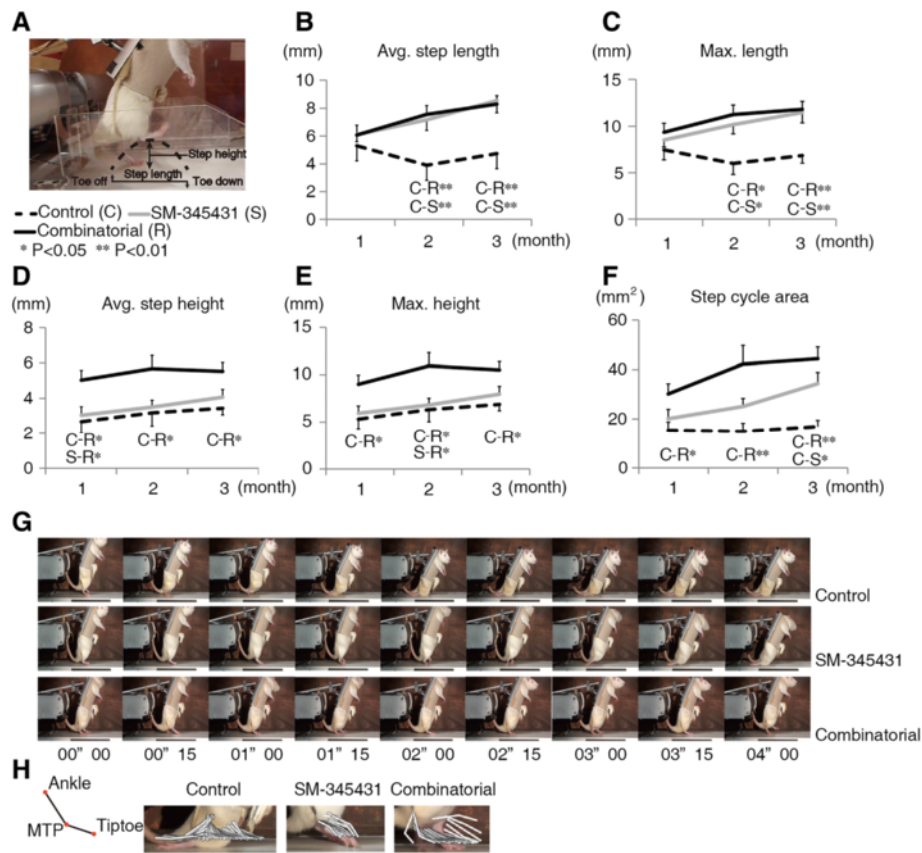 A
Step height
Step length
Toe off
Toe down
Control (C) SM-345431 (S)
Combinatorial (R)
* P<0.05 ** P<0.01
B
(mm) Avg. step length
10
8
6
4
2
0
C-R** C-R**
C-S** C-S**
1 2 3 (month)
C
(mm) Max. length
15
10
5
0
C-R* C-R**
C-S* C-S**
1 2 3 (month)
D
(mm) Avg. step height
8
6
4
2
0
C-R* C-R* C-R*
S-R*
1 2 3 (month)
E
(mm) Max. height
15
10
5
0
C-R* C-R* C-R*
S-R*
1 2 3 (month)
F
(mm²) Step cycle area
60
40
20
0
C-R* C-R** C-R**
C-S*
1 2 3 (month)
G
Control
SM-345431
Combinatorial
00” 00 00” 15 01” 00 01” 15 02” 00 02” 15 03” 00 03” 15 04” 00
H
Ankle
MTP
Tiptoe
Control SM-345431 Combinatorial